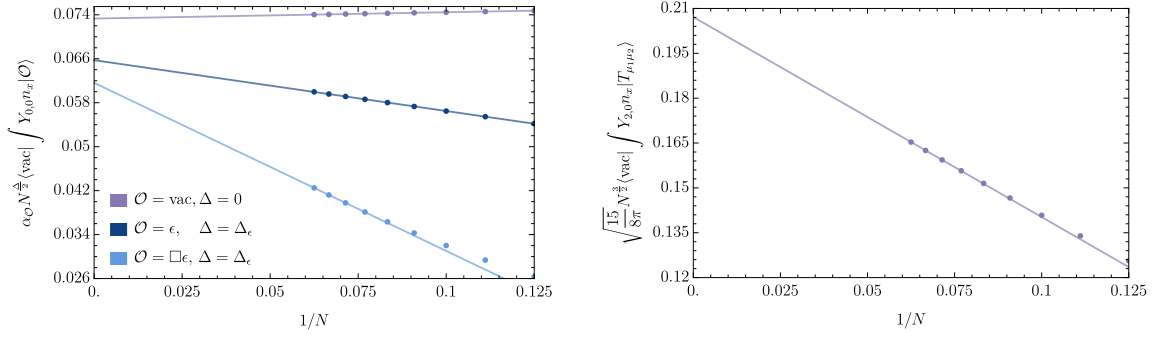 0.074
0.066
0.058
0.05
0.042
0.034
0.026
α_𝒪 N^{Δ/2} ⟨vac| ∫ Y_{0,0} n_x |𝒪⟩
𝒪 = vac, Δ = 0
𝒪 = ϵ, Δ = Δ_ϵ
𝒪 = □ϵ, Δ = Δ_ϵ
0. 0.025 0.05 0.075 0.1 0.125
1/N
0.21
0.195
0.18
0.165
0.15
0.135
0.12
√(15/8π) N^{3/2} ⟨vac| ∫ Y_{2,0} n_x |T_{μ₁μ₂}⟩
0. 0.025 0.05 0.075 0.1 0.125
1/N